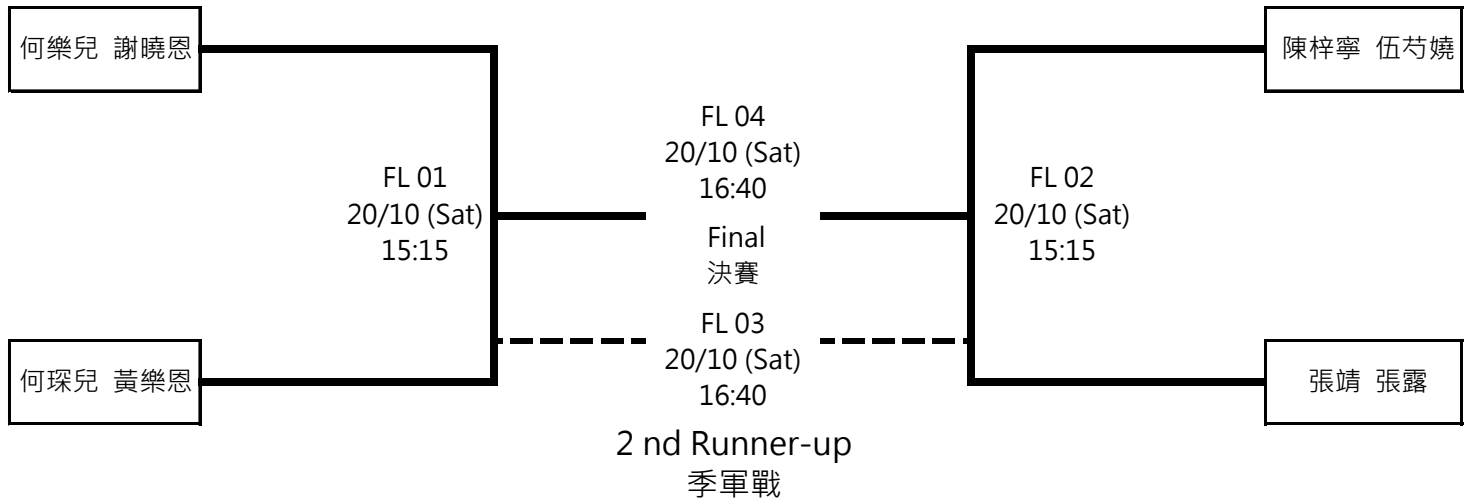 何樂兒 謝曉恩
陳梓寧 伍芍嬈
FL 04
20/10 (Sat)
16:40
FL 01
20/10 (Sat)
15:15
FL 02
20/10 (Sat)
15:15
Final
決賽
FL 03
20/10 (Sat)
16:40
何琛兒 黃樂恩
張靖 張露
2 nd Runner-up
季軍戰